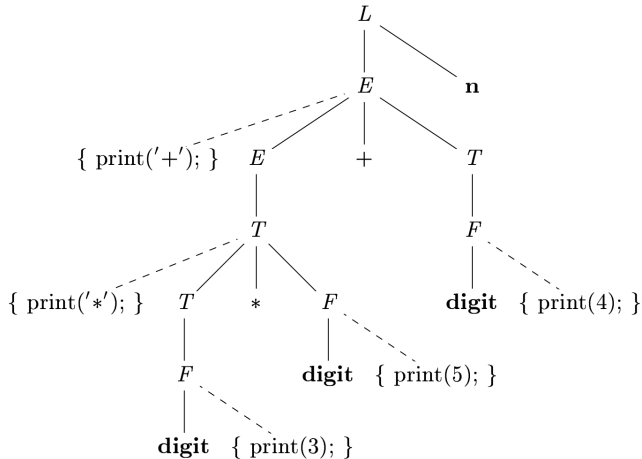 L
E n
{ print('+'); } E + T
T F
{ print('*'); } T * F digit { print(4); }
F digit { print(5); }
digit { print(3); }